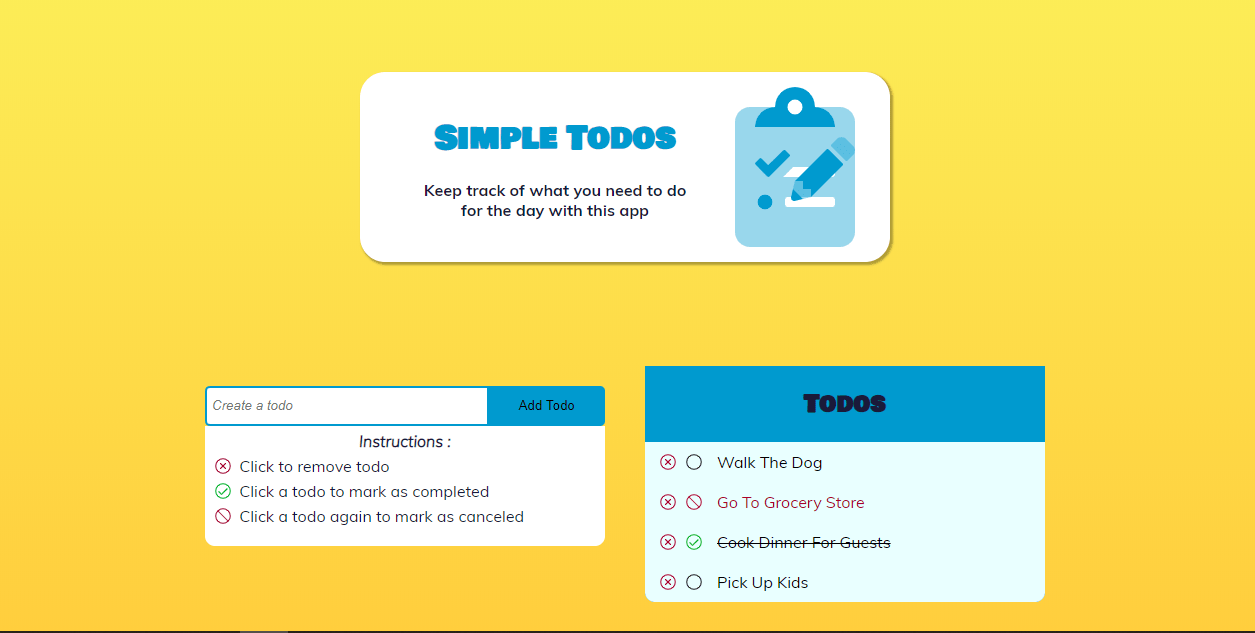 Simple Todos
Keep track of what you need to do
for the day with this app
Create a todo
Add Todo
Instructions :
Click to remove todo
Click a todo to mark as completed
Click a todo again to mark as canceled
Todos
Walk The Dog
Go To Grocery Store
Cook Dinner For Guests
Pick Up Kids